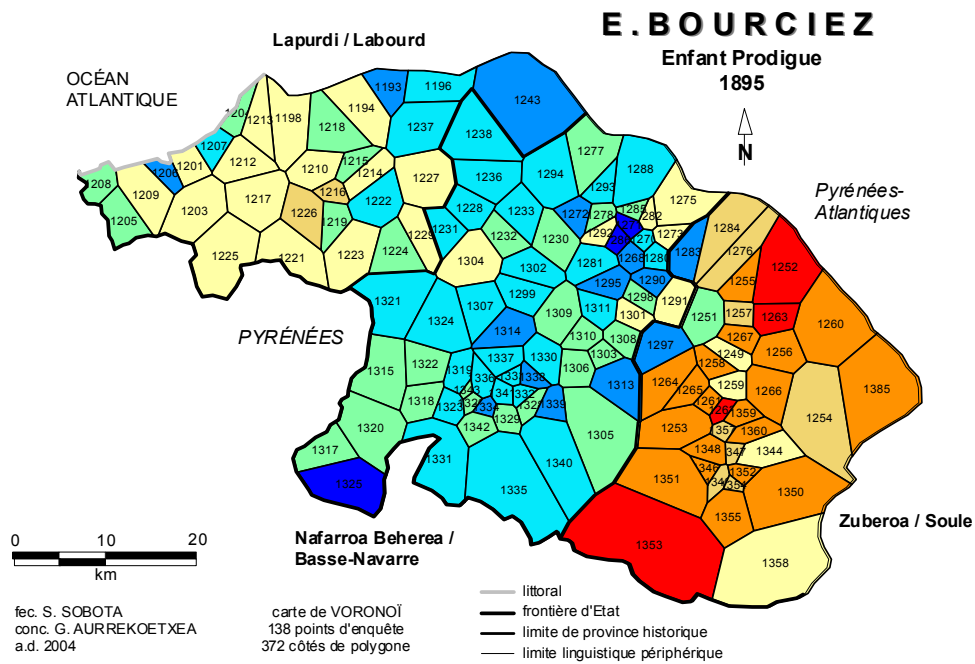 E. BOURCIEZ
Enfant Prodigue
1895
N
Lapurdi / Labourd
OCÉAN
ATLANTIQUE
Pyrénées-
Atlantiques
PYRÉNÉES
Zuberoa / Soule
Nafarroa Beherea /
Basse-Navarre
1193 1196 1243
1194 1213 1198 1218 1237 1238
1207 1212 1210 1215 1214 1227 1236 1294 1277 1288
1206 1201 1208 1209 1205 1203 1217 1216 1226 1219 1222
1228 1233 1293 1272 1278 1285 1275
1231 1232 1230 1292 1282 1273 1284
1225 1221 1223 1224 1229 1304 1302 1281 1268 1280 1283 1276
1252 1255 1295 1290 1298 1291 1299
1321 1324 1307 1309 1311 1301 1251 1257 1263 1260
1314 1310 1308 1297 1267 1256
1315 1322 1319 1337 1330 1303 1306 1258 1249
1318 1323 1339 1313 1264 1265 1259 1266 1385
1320 1342 1329 1305 1253 1261 1359 1360 1254
1317 1331 1340 1348 1344
1325 1335 1351 1352 1350
1355
1353 1358
0 10 20
km
fec. S. SOBOTA
conc. G. AURREKOETXEA
a.d. 2004
carte de VORONOÏ
138 points d'enquête
372 côtés de polygone
littoral
frontière d'Etat
limite de province historique
limite linguistique périphérique